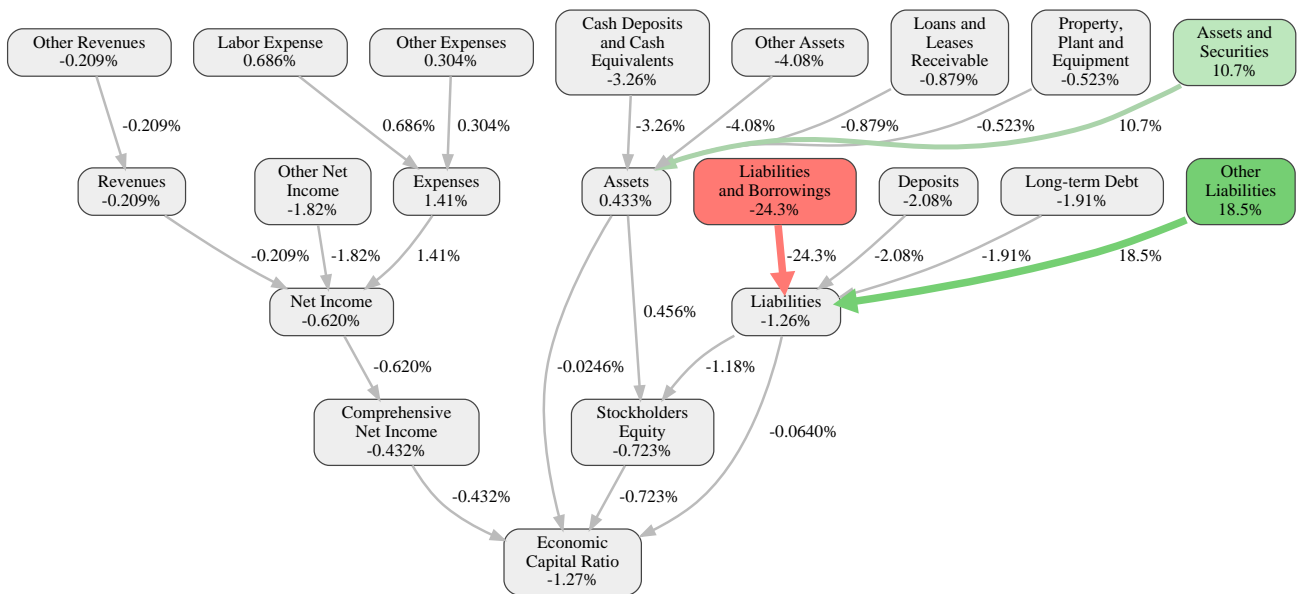 Other Revenues
-0.209%
Labor Expense
0.686%
Other Expenses
0.304%
Cash Deposits
and Cash
Equivalents
-3.26%
Other Assets
-4.08%
Loans and
Leases
Receivable
-0.879%
Property,
Plant and
Equipment
-0.523%
Assets and
Securities
10.7%
-0.209%
0.686%
0.304%
-3.26%
-4.08%
-0.879%
-0.523%
10.7%
Revenues
-0.209%
Other Net
Income
-1.82%
Expenses
1.41%
Assets
0.433%
Liabilities
and Borrowings
-24.3%
Deposits
-2.08%
Long-term Debt
-1.91%
Other
Liabilities
18.5%
-0.209%
-1.82%
1.41%
-24.3%
-2.08%
-1.91%
18.5%
Net Income
-0.620%
0.456%
Liabilities
-1.26%
-0.620%
-0.0246%
-1.18%
Comprehensive
Net Income
-0.432%
Stockholders
Equity
-0.723%
-0.0640%
-0.432%
-0.723%
Economic
Capital Ratio
-1.27%